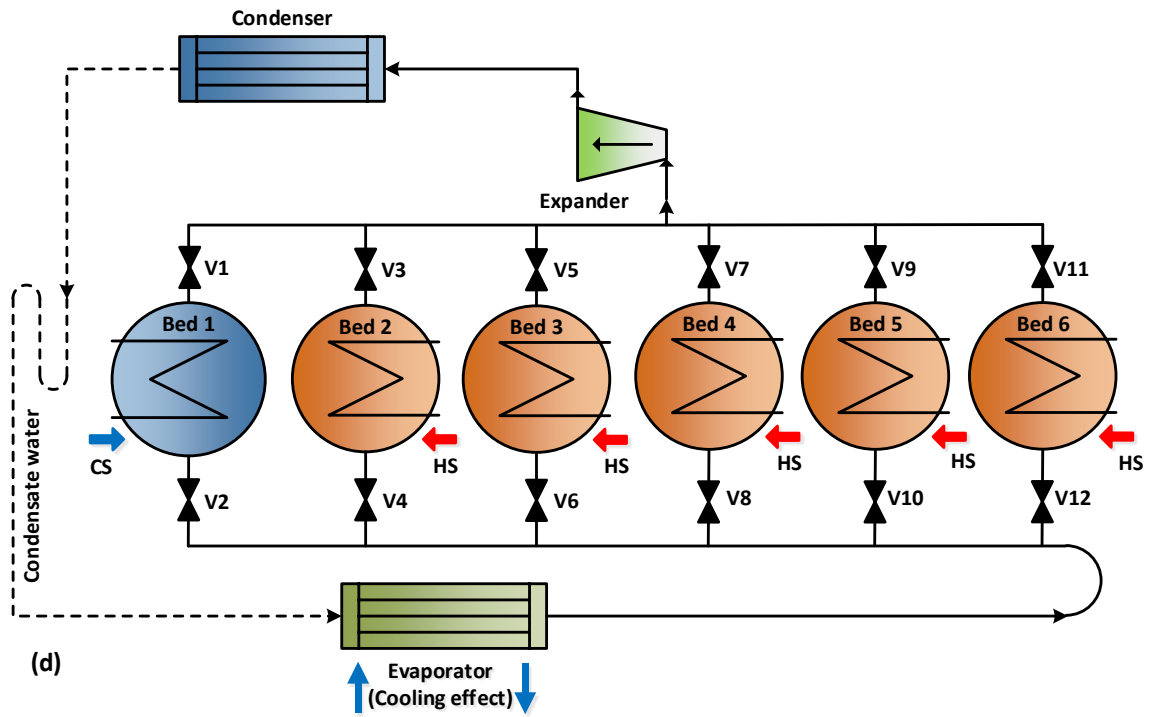 Condenser
Expander
V1
V3
V5
V7
V9
V11
Bed 1
Bed 2
Bed 3
Bed 4
Bed 5
Bed 6
CS
HS
HS
HS
HS
HS
V2
V4
V6
V8
V10
V12
Condensate water
(d)
Evaporator
(Cooling effect)